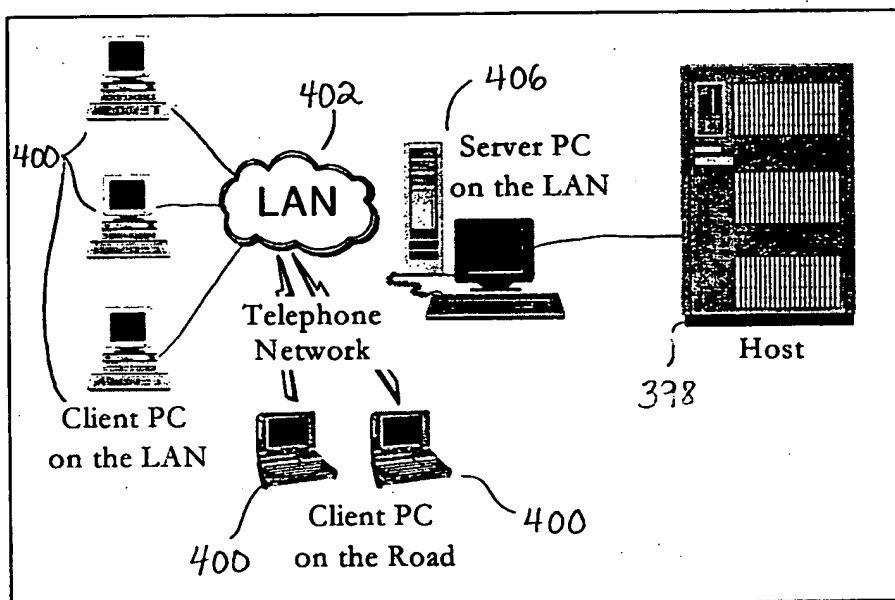 402
406
400
LAN
Server PC
on the LAN
Telephone
Network
Host
398
Client PC
on the LAN
400
Client PC
on the Road
400